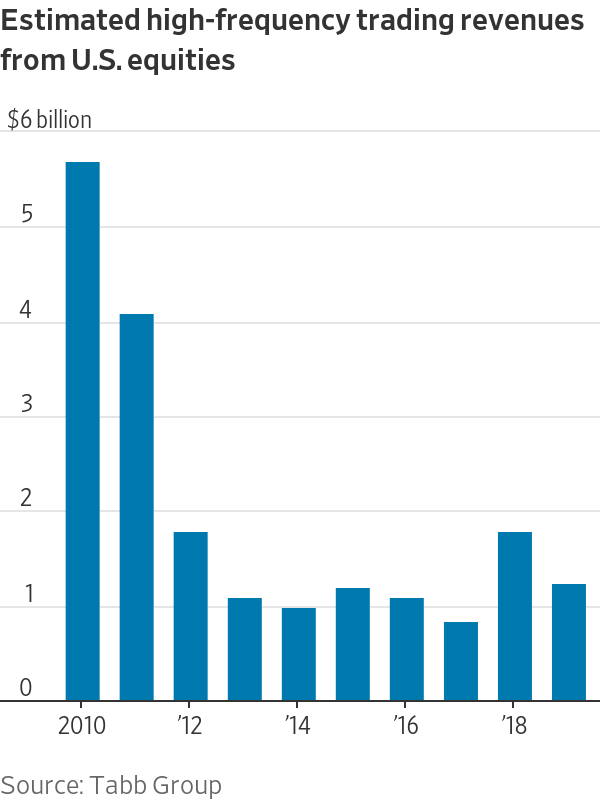 Estimated high-frequency trading revenues
from U.S. equities
$6 billion
5
4
3
2
1
0
2010 ’12 ’14 ’16 ’18
Source: Tabb Group